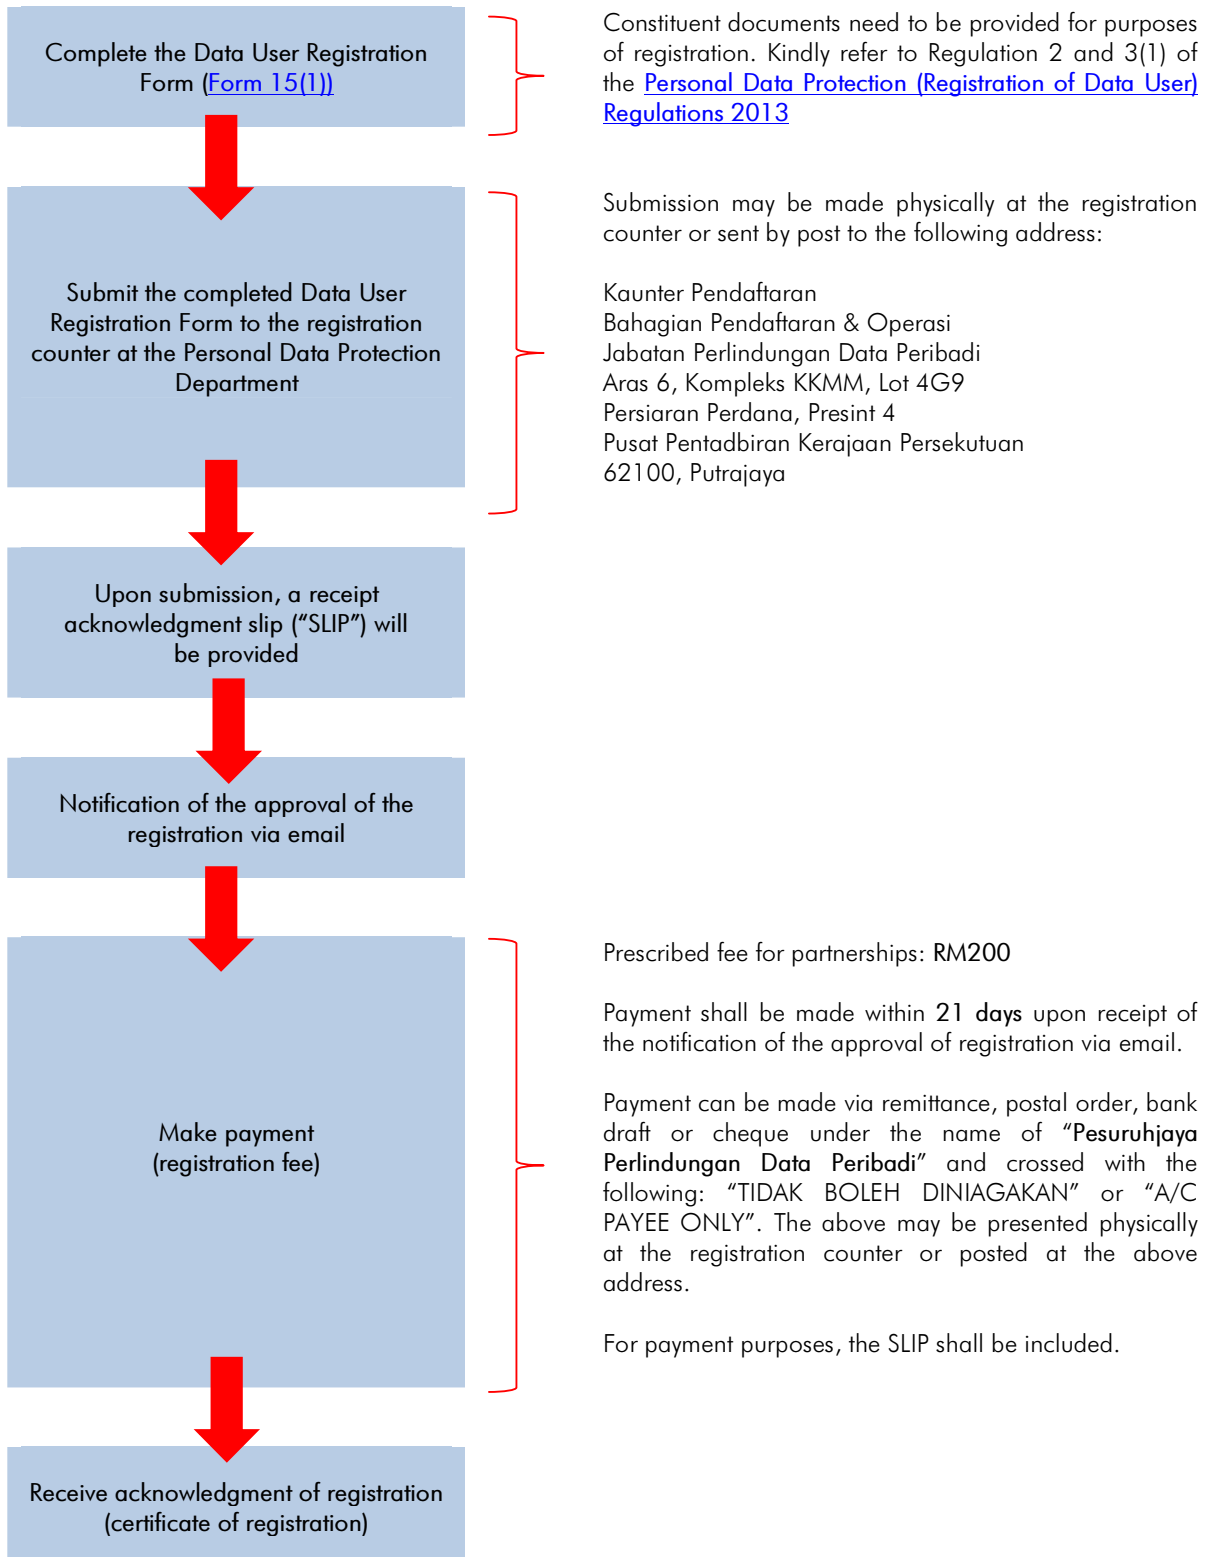 Complete the Data User Registration
Form (Form 15(1))
Constituent documents need to be provided for purposes
of registration. Kindly refer to Regulation 2 and 3(1) of
the Personal Data Protection (Registration of Data User)
Regulations 2013
Submit the completed Data User
Registration Form to the registration
counter at the Personal Data Protection
Department
Submission may be made physically at the registration
counter or sent by post to the following address:
Kaunter Pendaftaran
Bahagian Pendaftaran & Operasi
Jabatan Perlindungan Data Peribadi
Aras 6, Kompleks KKMM, Lot 4G9
Persiaran Perdana, Presint 4
Pusat Pentadbiran Kerajaan Persekutuan
62100, Putrajaya
Upon submission, a receipt
acknowledgment slip (“SLIP”) will
be provided
Notification of the approval of the
registration via email
Make payment
(registration fee)
Prescribed fee for partnerships: RM200
Payment shall be made within 21 days upon receipt of
the notification of the approval of registration via email.
Payment can be made via remittance, postal order, bank
draft or cheque under the name of “Pesuruhjaya
Perlindungan Data Peribadi” and crossed with the
following: “TIDAK BOLEH DINIAGAKAN” or “A/C
PAYEE ONLY”. The above may be presented physically
at the registration counter or posted at the above
address.
For payment purposes, the SLIP shall be included.
Receive acknowledgment of registration
(certificate of registration)